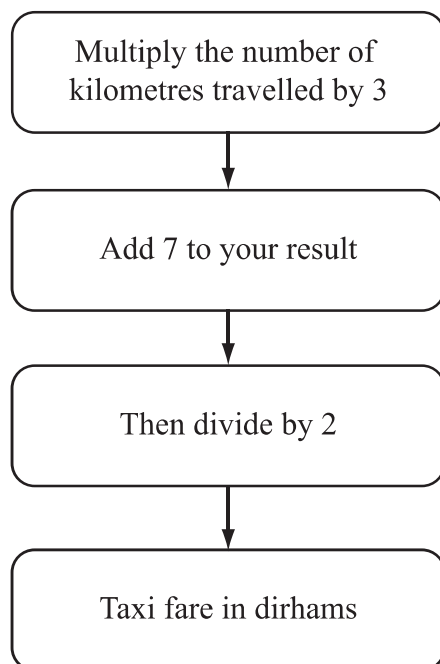 Multiply the number of
kilometres travelled by 3
Add 7 to your result
Then divide by 2
Taxi fare in dirhams